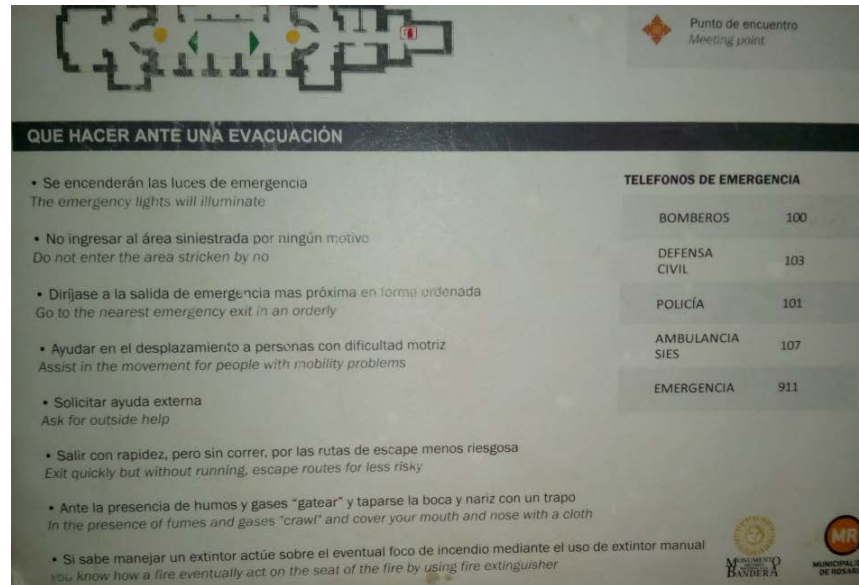 Punto de encuentro
Meeting point
QUE HACER ANTE UNA EVACUACIÓN
• Se encenderán las luces de emergencia
The emergency lights will illuminate
• No ingresar al área siniestrada por ningún motivo
Do not enter the area stricken by no
• Diríjase a la salida de emergencia mas próxima en forma ordenada
Go to the nearest emergency exit in an orderly
• Ayudar en el desplazamiento a personas con dificultad motriz
Assist in the movement for people with mobility problems
• Solicitar ayuda externa
Ask for outside help
• Salir con rapidez, pero sin correr, por las rutas de escape menos riesgosa
Exit quickly but without running, escape routes for less risky
• Ante la presencia de humos y gases "gatear" y taparse la boca y nariz con un trapo
In the presence of fumes and gases "crawl" and cover your mouth and nose with a cloth
• Si sabe manejar un extintor actúe sobre el eventual foco de incendio mediante el uso de extintor manual
you know how a fire eventually act on the seat of the fire by using fire extinguisher
TELEFONOS DE EMERGENCIA
BOMBEROS 100
DEFENSA
CIVIL 103
POLICÍA 101
AMBULANCIA
SIES 107
EMERGENCIA 911
MONUMENTO
BANDERA
MR
MUNICIPALI
DE ROSARI